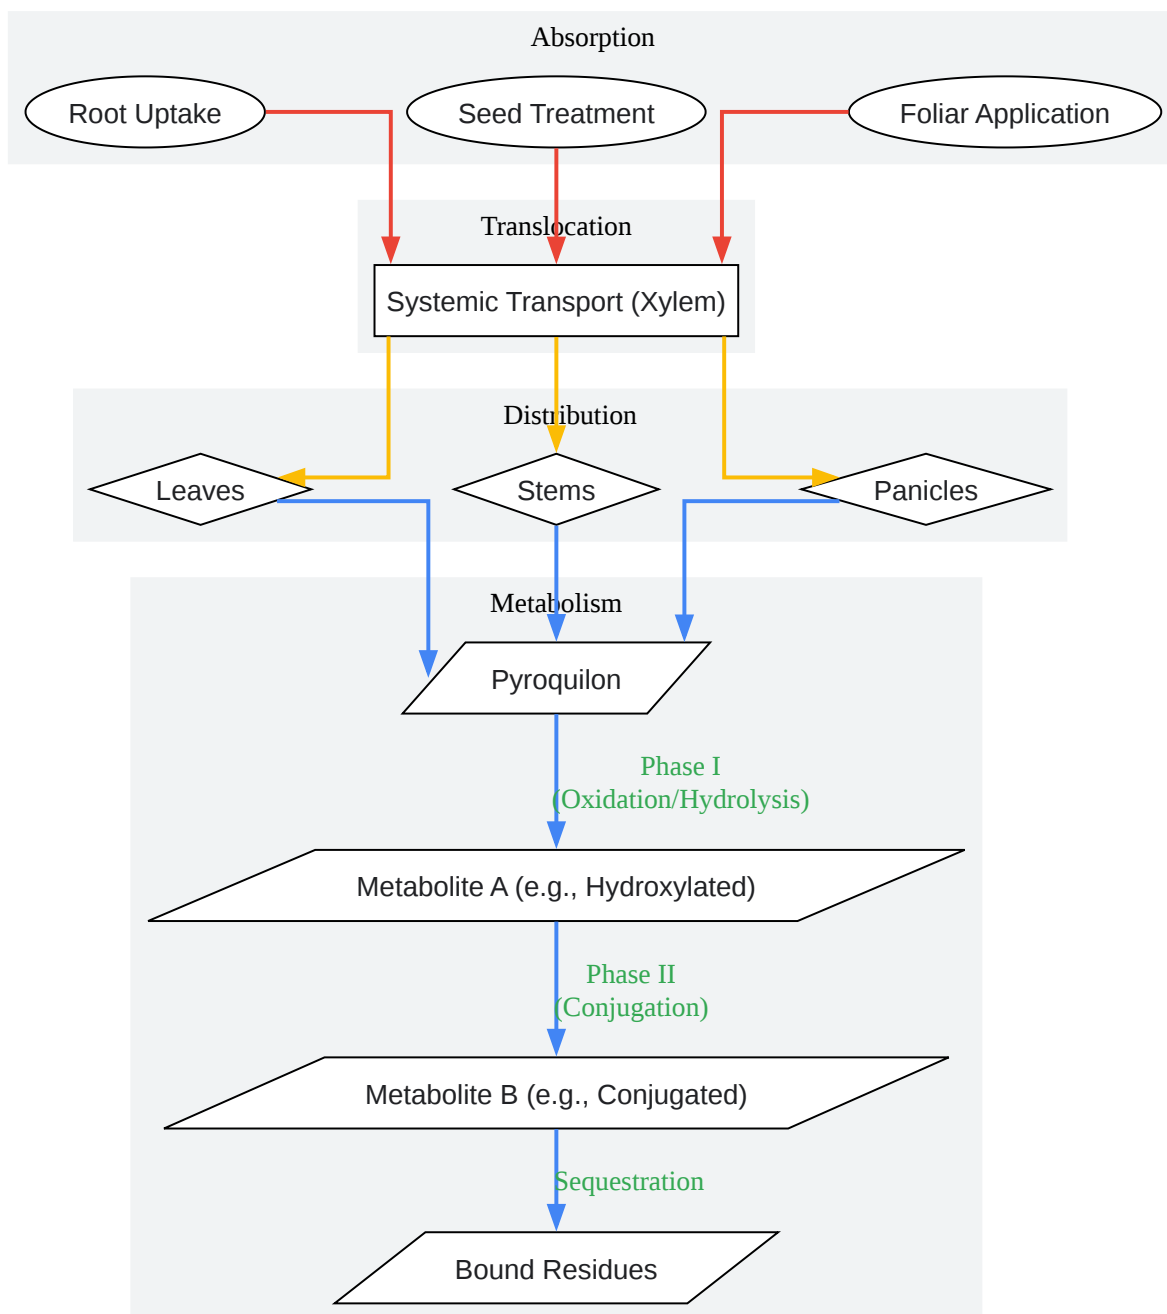 Absorption
Root Uptake
Seed Treatment
Foliar Application
Translocation
Systemic Transport (Xylem)
Distribution
Leaves
Stems
Panicles
Metabolism
Pyroquilon
Phase I
(Oxidation/Hydrolysis)
Metabolite A (e.g., Hydroxylated)
Phase II
(Conjugation)
Metabolite B (e.g., Conjugated)
Sequestration
Bound Residues